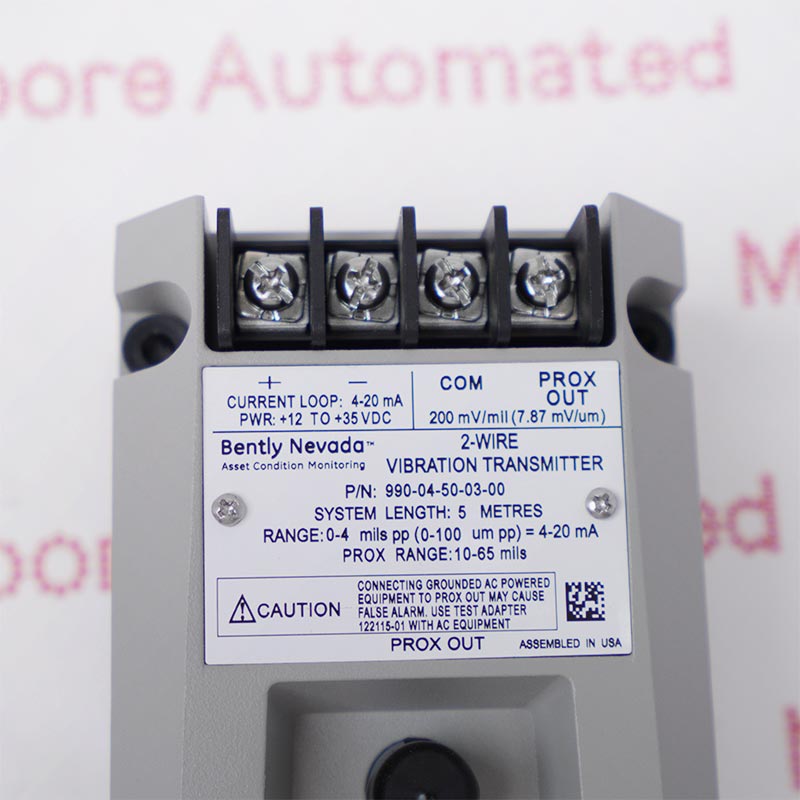 oore Automated
+ −
CURRENT LOOP: 4-20 mA
PWR: +12 TO +35 VDC
COM
PROX
OUT
200 mV/mil (7.87 mV/um)
Bently Nevada™
Asset Condition Monitoring
2-WIRE
VIBRATION TRANSMITTER
P/N: 990-04-50-03-00
SYSTEM LENGTH: 5 METRES
RANGE: 0-4 mils pp (0-100 um pp) = 4-20 mA
PROX RANGE: 10-65 mils
CAUTION
CONNECTING GROUNDED AC POWERED
EQUIPMENT TO PROX OUT MAY CAUSE
FALSE ALARM. USE TEST ADAPTER
122115-01 WITH AC EQUIPMENT
PROX OUT
ASSEMBLED IN USA